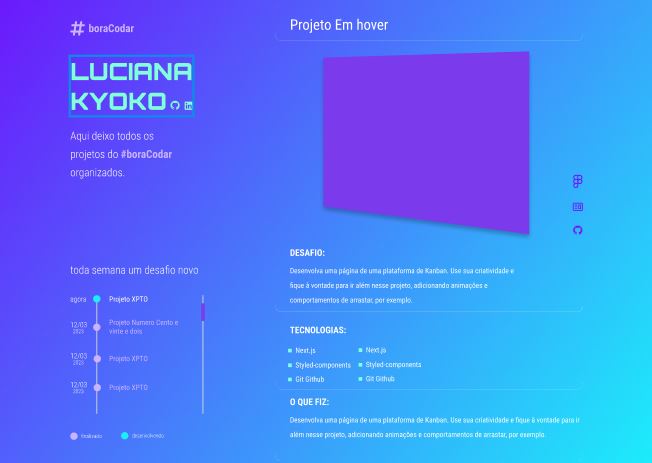 # boraCodar
LUCIANA
KYOKO
Aqui deixo todos os
projetos do #boraCodar
organizados.
toda semana um desafio novo
agora Projeto XPTO
12/03
2023
Projeto Numero Cento e
vinte e dois
12/03
2023
Projeto XPTO
12/03
2023
Projeto XPTO
finalizado
desenvolvendo
Projeto Em hover
DESAFIO:
Desenvolva uma página de uma plataforma de Kanban. Use sua criatividade e
fique à vontade para ir além nesse projeto, adicionando animações e
comportamentos de arrastar, por exemplo.
TECNOLOGIAS:
Next.js
Styled-components
Git Github
Next.js
Styled-components
Git Github
O QUE FIZ:
Desenvolva uma página de uma plataforma de Kanban. Use sua criatividade e fique à vontade para ir
além nesse projeto, adicionando animações e comportamentos de arrastar, por exemplo.